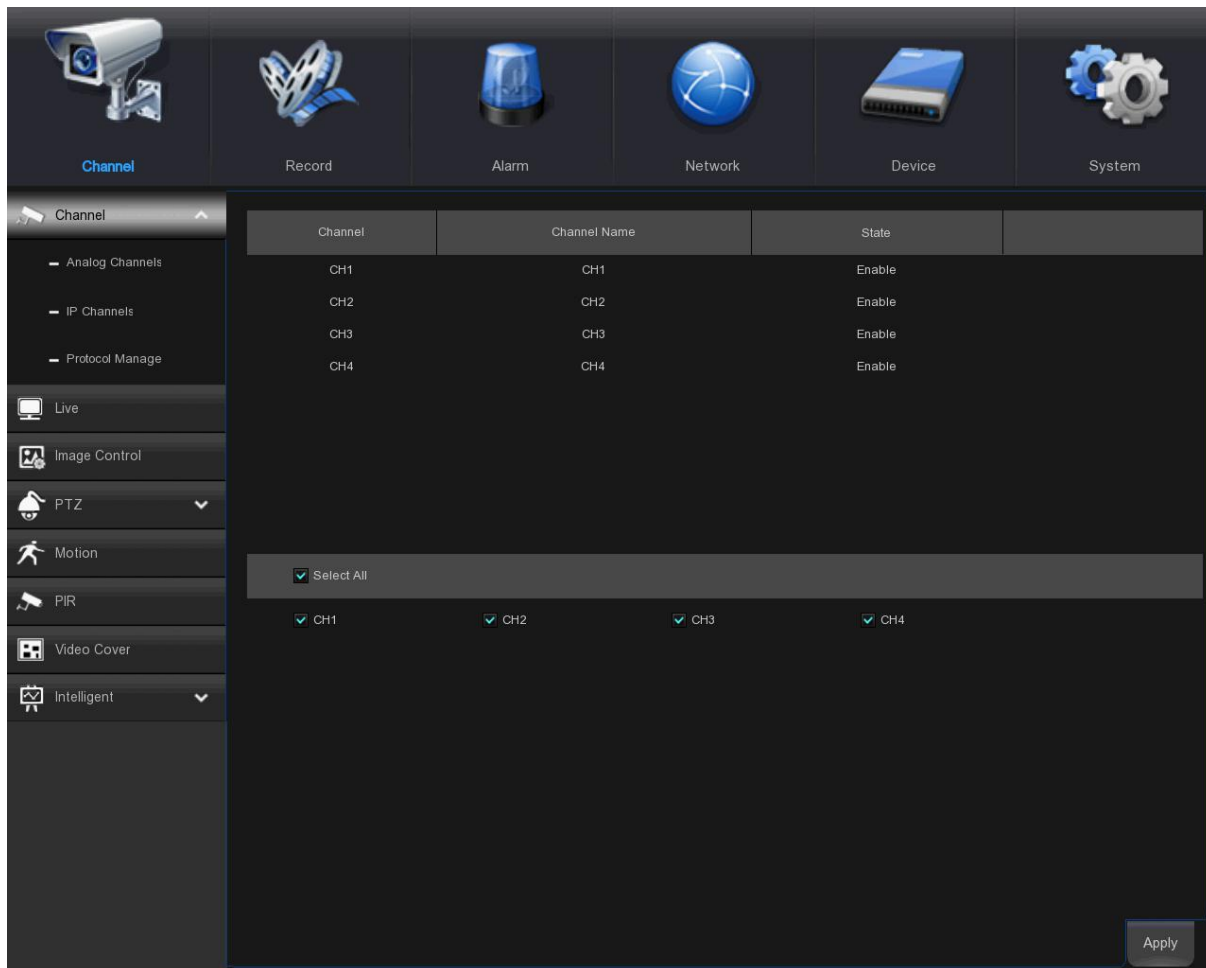 Channel Record Alarm Network Device System
Channel
Analog Channels
IP Channels
Protocol Manage
Live
Image Control
PTZ
Motion
PIR
Video Cover
Intelligent
Channel Channel Name State
CH1 CH1 Enable
CH2 CH2 Enable
CH3 CH3 Enable
CH4 CH4 Enable
Select All
CH1 CH2 CH3 CH4
Apply